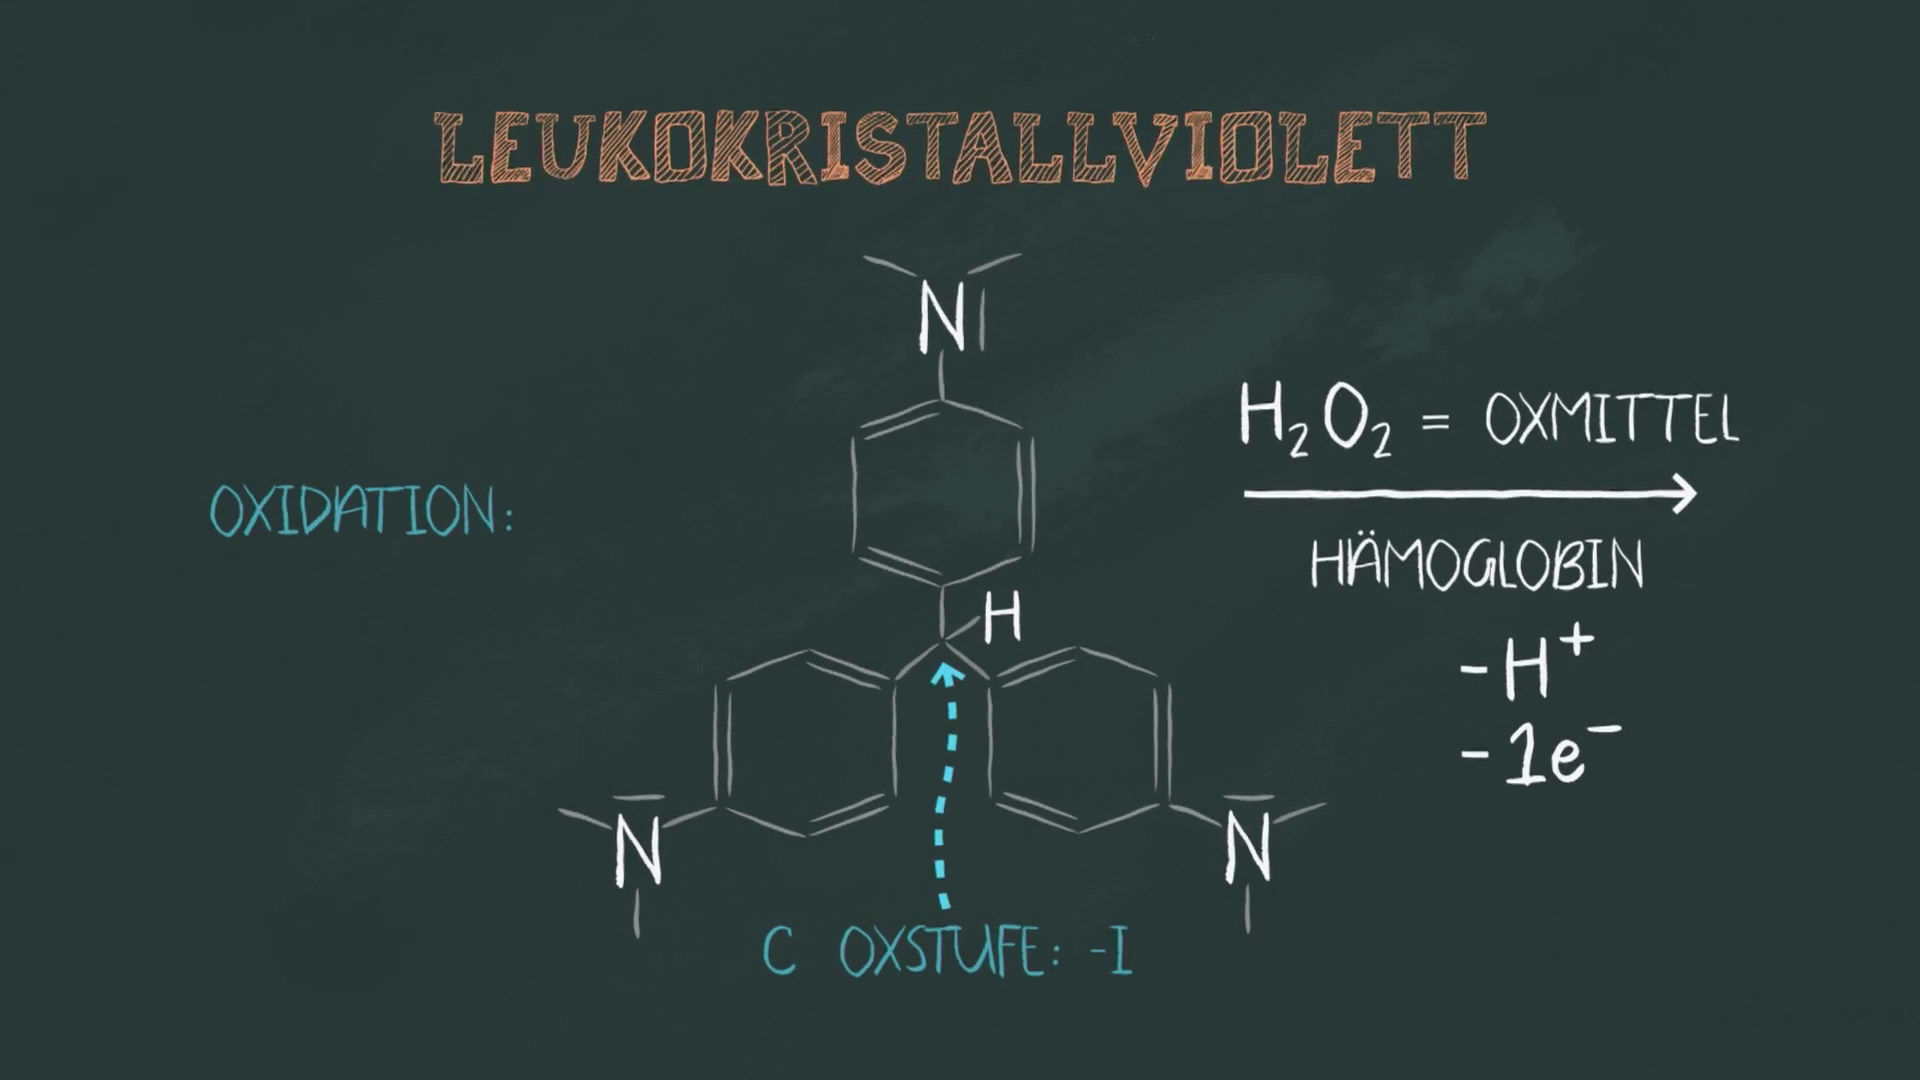 LEUKOKRISTALLVIOLETT
N
H₂O₂ = OXMITTEL
OXIDATION:
HÄMOGLOBIN
H
-H⁺
-1e⁻
N
N
C OXSTUFE: -I